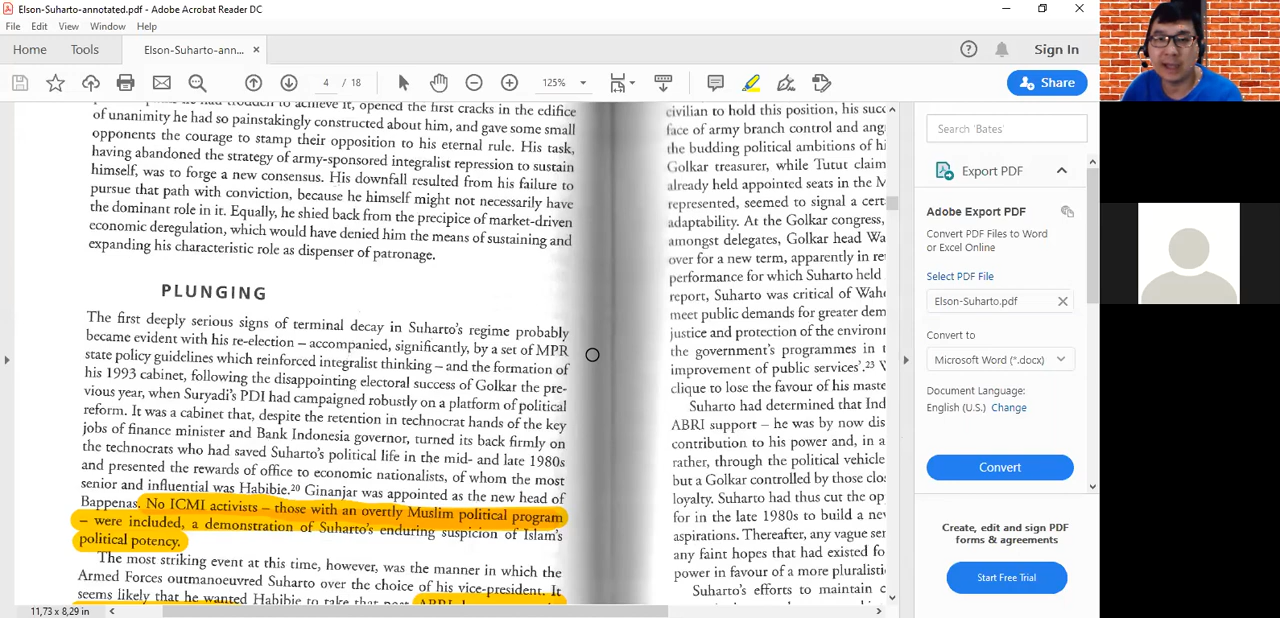 Elson-Suharto-annotated.pdf - Adobe Acrobat Reader DC
File Edit View Window Help
Home Tools Elson-Suharto-ann... × Sign In
4 / 18 125% Share
of unanimity he had so painstakingly constructed about him, and gave some small
opponents the courage to stamp their opposition to his eternal rule. His task,
having abandoned the strategy of army-sponsored integralist repression to sustain
himself, was to forge a new consensus. His downfall resulted from his failure to
pursue that path with conviction, because he himself might not necessarily have
the dominant role in it. Equally, he shied back from the precipice of market-driven
economic deregulation, which would have denied him the means of sustaining and
expanding his characteristic role as dispenser of patronage.
PLUNGING
The first deeply serious signs of terminal decay in Suharto's regime probably
became evident with his re-election – accompanied, significantly, by a set of MPR
state policy guidelines which reinforced integralist thinking – and the formation of
his 1993 cabinet, following the disappointing electoral success of Golkar the pre-
vious year, when Suryadi's PDI had campaigned robustly on a platform of political
reform. It was a cabinet that, despite the retention in technocrat hands of the key
jobs of finance minister and Bank Indonesia governor, turned its back firmly on
the technocrats who had saved Suharto's political life in the mid- and late 1980s
and presented the rewards of office to economic nationalists, of whom the most
senior and influential was Habibie.20 Ginanjar was appointed as the new head of
Bappenas. No ICMI activists – those with an overtly Muslim political program
– were included, a demonstration of Suharto's enduring suspicion of Islam's
political potency.
The most striking event at this time, however, was the manner in which the
Armed Forces outmanoeuvred Suharto over the choice of his vice-president. It
seems likely that he wanted Habibie to take that
civilian to hold this position, his
face of army branch control and
the budding political ambitions of
Golkar treasurer, while Tutut claim
already held appointed seats in the M
represented, seemed to signal a
adaptability. At the Golkar congress,
amongst delegates, Golkar head
over for a new term, apparently in
performance for which Suharto held
report, Suharto was critical of
meet public demands for greater
justice and protection of the
the government's programmes in
improvement of public services'.23
clique to lose the favour of his
Suharto had determined that
ABRI support – he was by now
contribution to his power and, in a
rather, through the political vehicle
but a Golkar controlled by those
loyalty. Suharto had thus cut the
for in the late 1980s to build a
aspirations. Thereafter, any vague
any faint hopes that had existed
power in favour of a more
Suharto's efforts to maintain
11,73 x 8,29 in
Search 'Bates'
Export PDF
Adobe Export PDF
Convert PDF Files to Word
or Excel Online
Select PDF File
Elson-Suharto.pdf
Convert to
Microsoft Word (*.docx)
Document Language:
English (U.S.) Change
Convert
Create, edit and sign PDF
forms & agreements
Start Free Trial